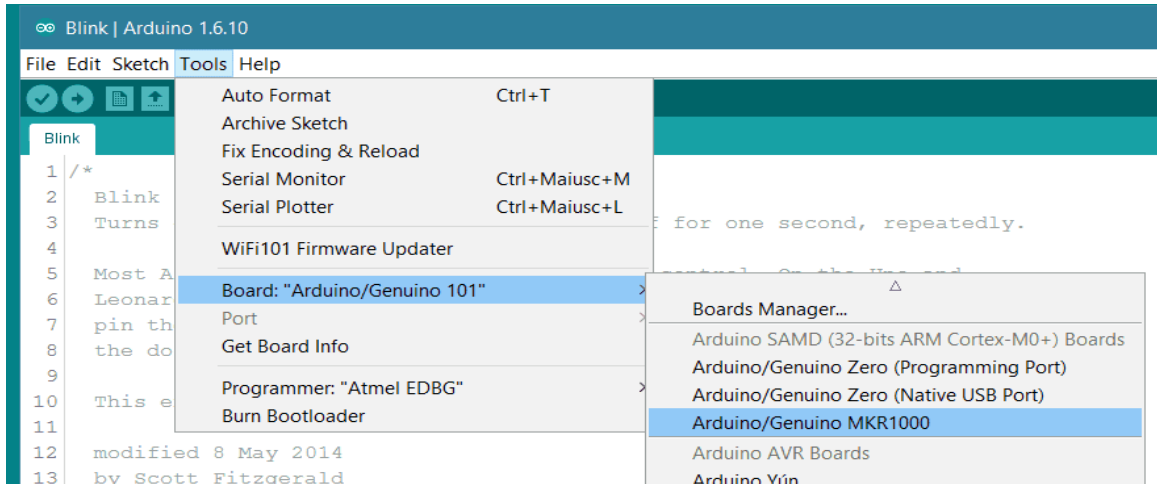 Blink | Arduino 1.6.10
File Edit Sketch Tools Help
Blink
Auto Format Ctrl+T
Archive Sketch
Fix Encoding & Reload
Serial Monitor Ctrl+Maiusc+M
Serial Plotter Ctrl+Maiusc+L
WiFi101 Firmware Updater
Board: "Arduino/Genuino 101"
Port
Get Board Info
Programmer: "Atmel EDBG"
Burn Bootloader
Boards Manager...
Arduino SAMD (32-bits ARM Cortex-M0+) Boards
Arduino/Genuino Zero (Programming Port)
Arduino/Genuino Zero (Native USB Port)
Arduino/Genuino MKR1000
Arduino AVR Boards
Arduino Yún
1 /*
2 Blink
3 Turns for one second, repeatedly.
4
5 Most A control. On the Uno and
6 Leonar
7 pin th
8 the do
9
10 This e
11
12 modified 8 May 2014
13 by Scott Fitzgerald